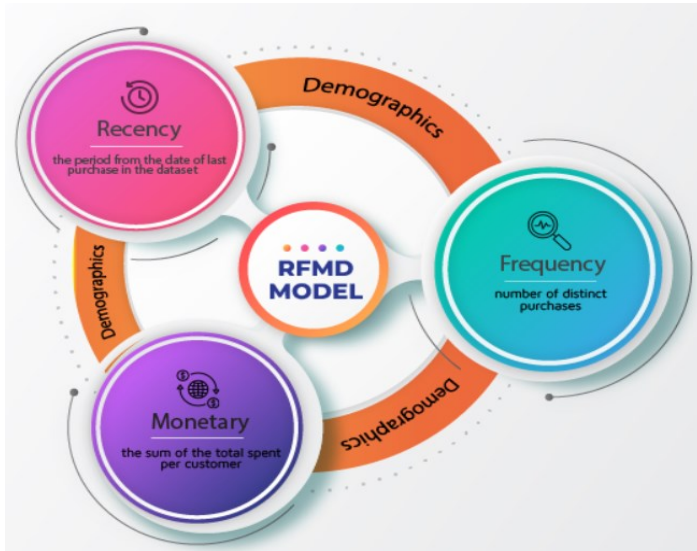 Demographics
Recency
the period from the date of last
purchase in the dataset
RFMD
MODEL
Frequency
number of distinct
purchases
Demographics
Monetary
the sum of the total spent
per customer
Demographics